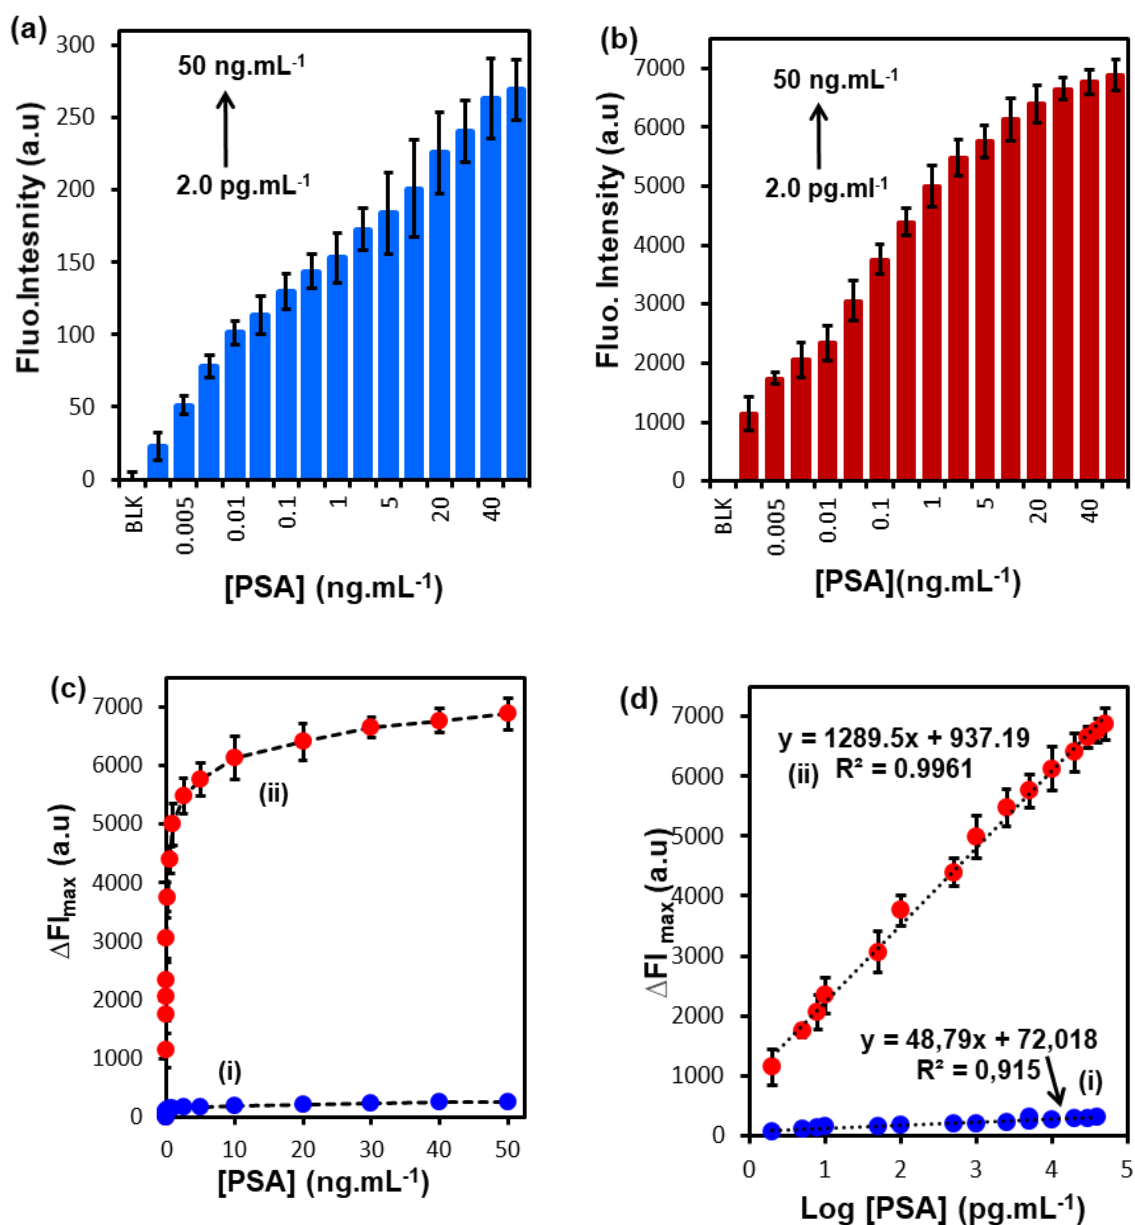 (a)
Fluo.Intesnity (a.u)
300
250
200
150
100
50
0
50 ng.mL⁻¹
2.0 pg.mL⁻¹
BLK
0.005
0.01
0.1
1
5
20
40
[PSA] (ng.mL⁻¹)
(b)
Fluo. Intensity (a.u)
7000
6000
5000
4000
3000
2000
1000
0
50 ng.mL⁻¹
2.0 pg.ml⁻¹
BLK
0.005
0.01
0.1
1
5
20
40
[PSA](ng.mL⁻¹)
(c)
ΔFI max (a.u)
7000
6000
5000
4000
3000
2000
1000
0
(ii)
(i)
0 10 20 30 40 50
[PSA] (ng.mL⁻¹)
(d)
ΔFI max (a.u)
7000
6000
5000
4000
3000
2000
1000
0
y = 1289.5x + 937.19
(ii) R² = 0.9961
y = 48,79x + 72,018
R² = 0,915
(i)
0 1 2 3 4 5
Log [PSA] (pg.mL⁻¹)